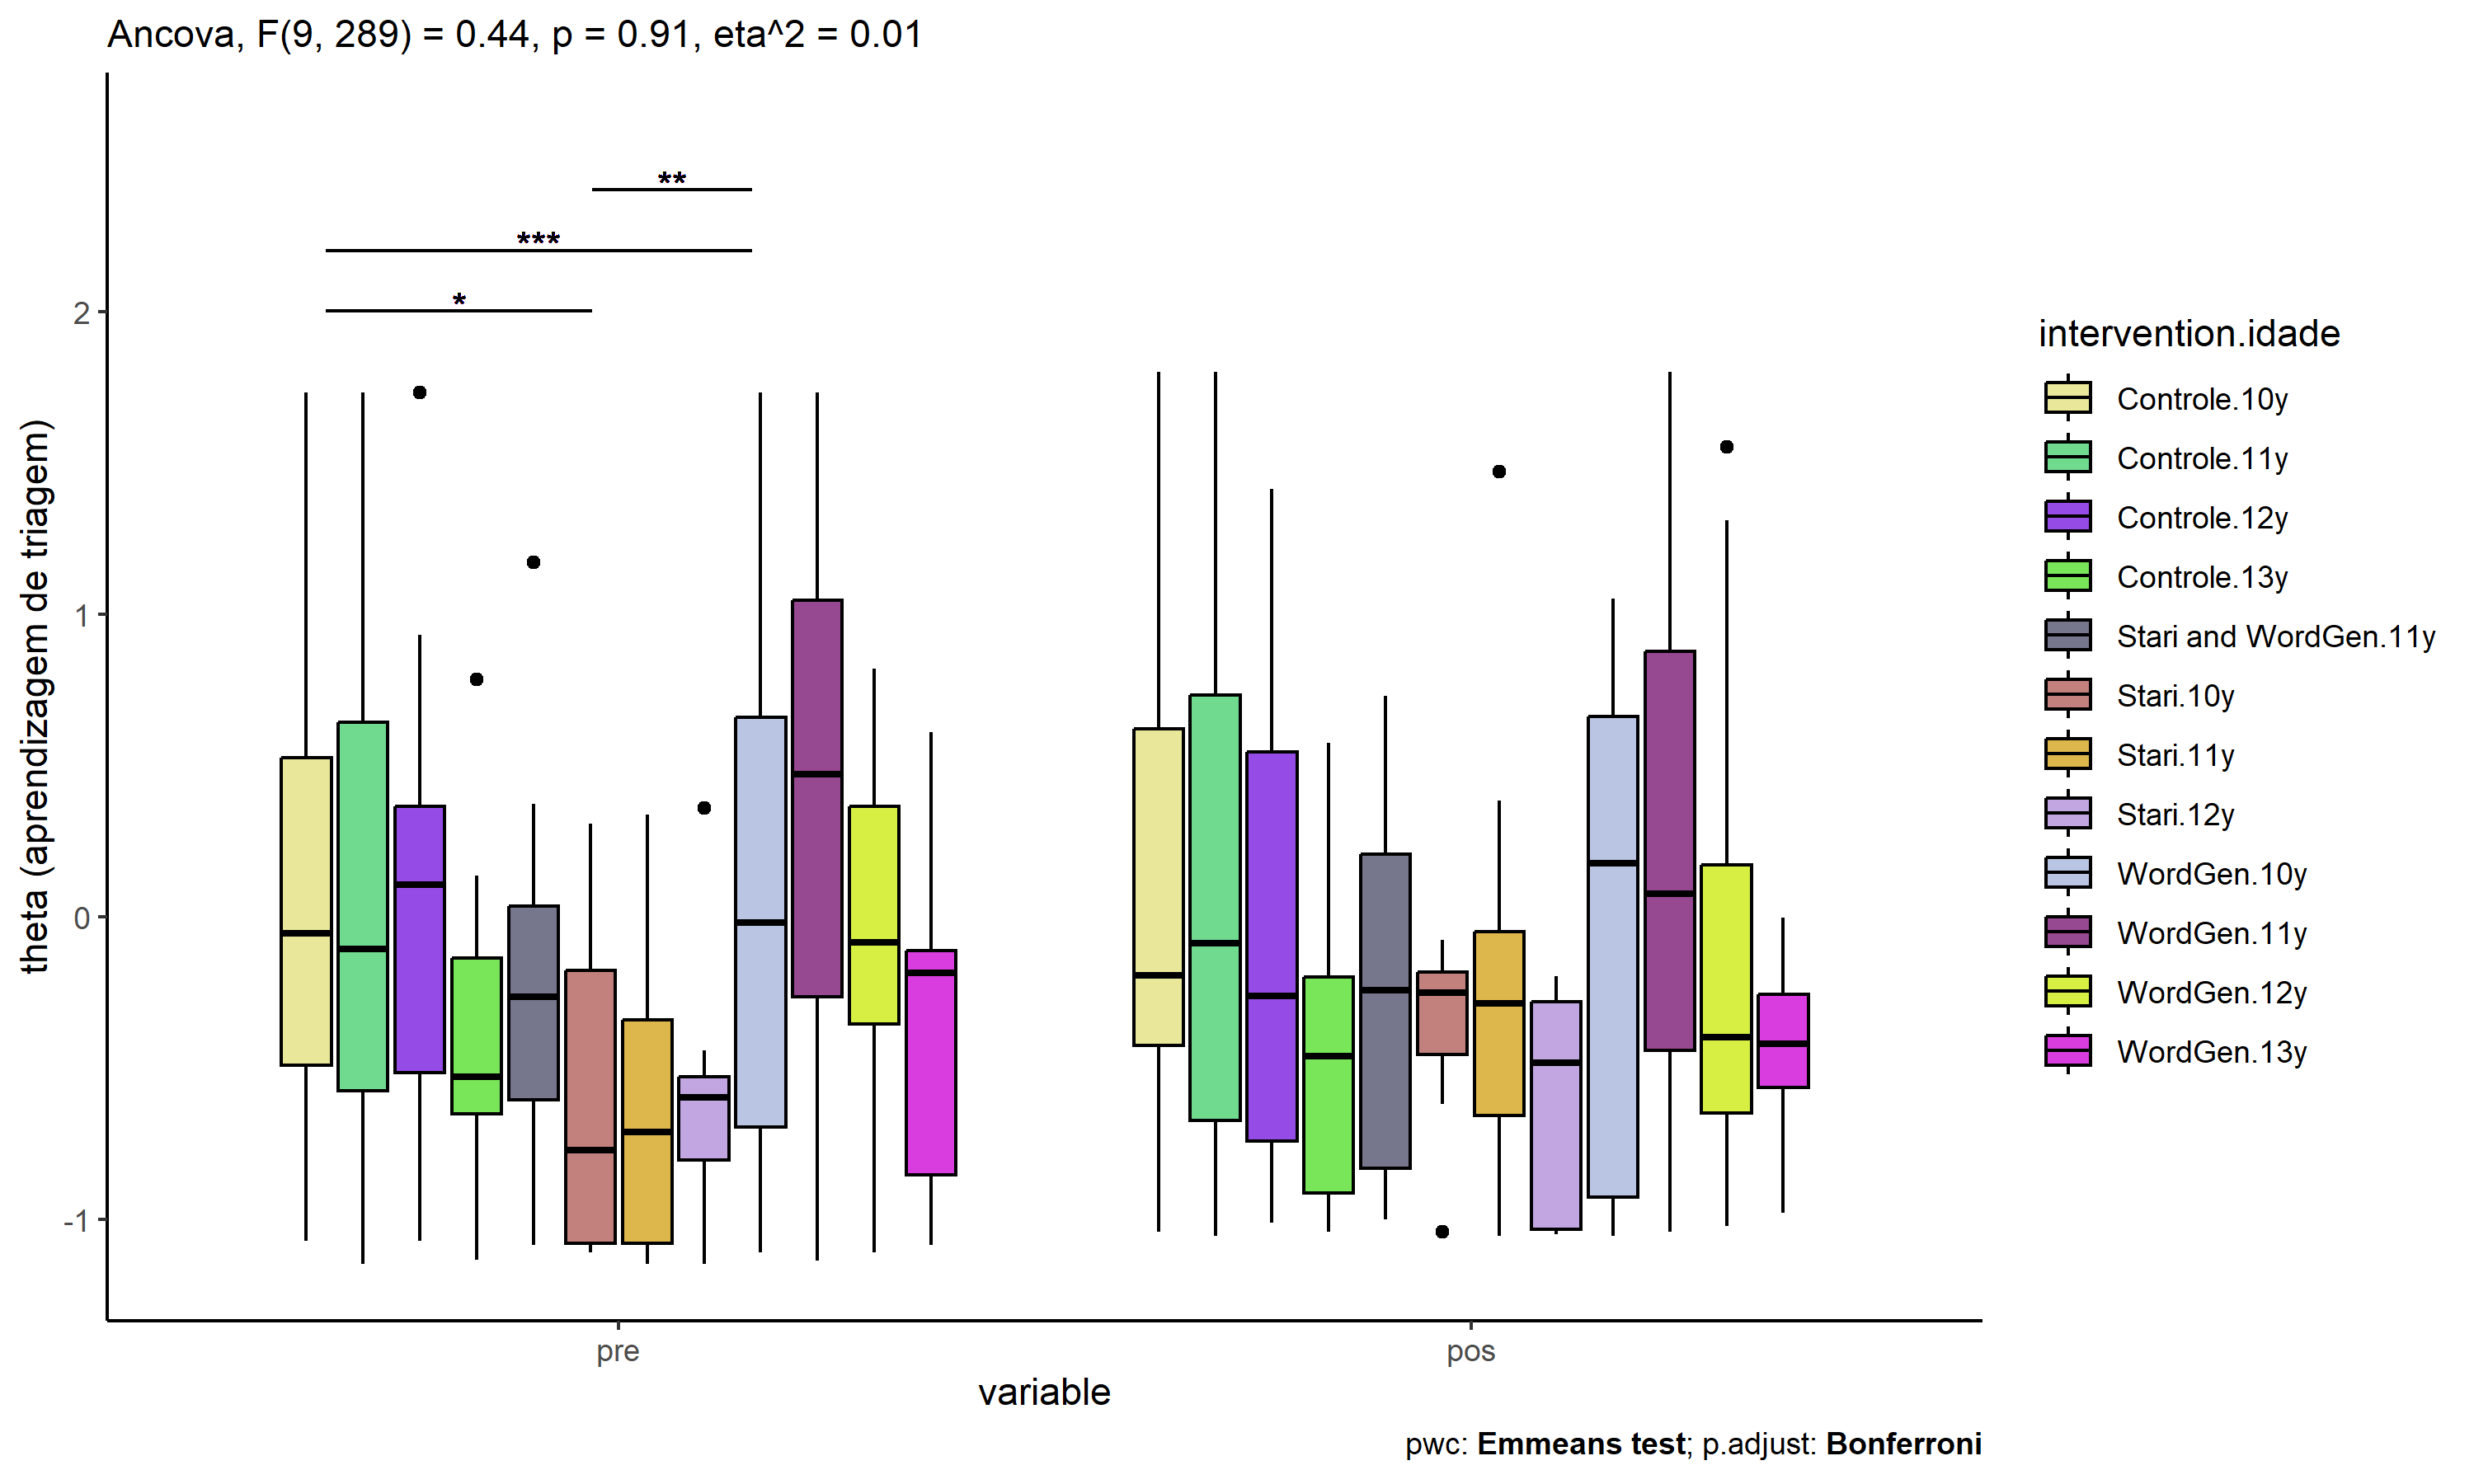 Ancova, F(9, 289) = 0.44, p = 0.91, eta^2 = 0.01
**
***
*
theta (aprendizagem de triagem)
2
1
0
-1
pre
pos
variable
intervention.idade
Controle.10y
Controle.11y
Controle.12y
Controle.13y
Stari and WordGen.11y
Stari.10y
Stari.11y
Stari.12y
WordGen.10y
WordGen.11y
WordGen.12y
WordGen.13y
pwc: Emmeans test; p.adjust: Bonferroni